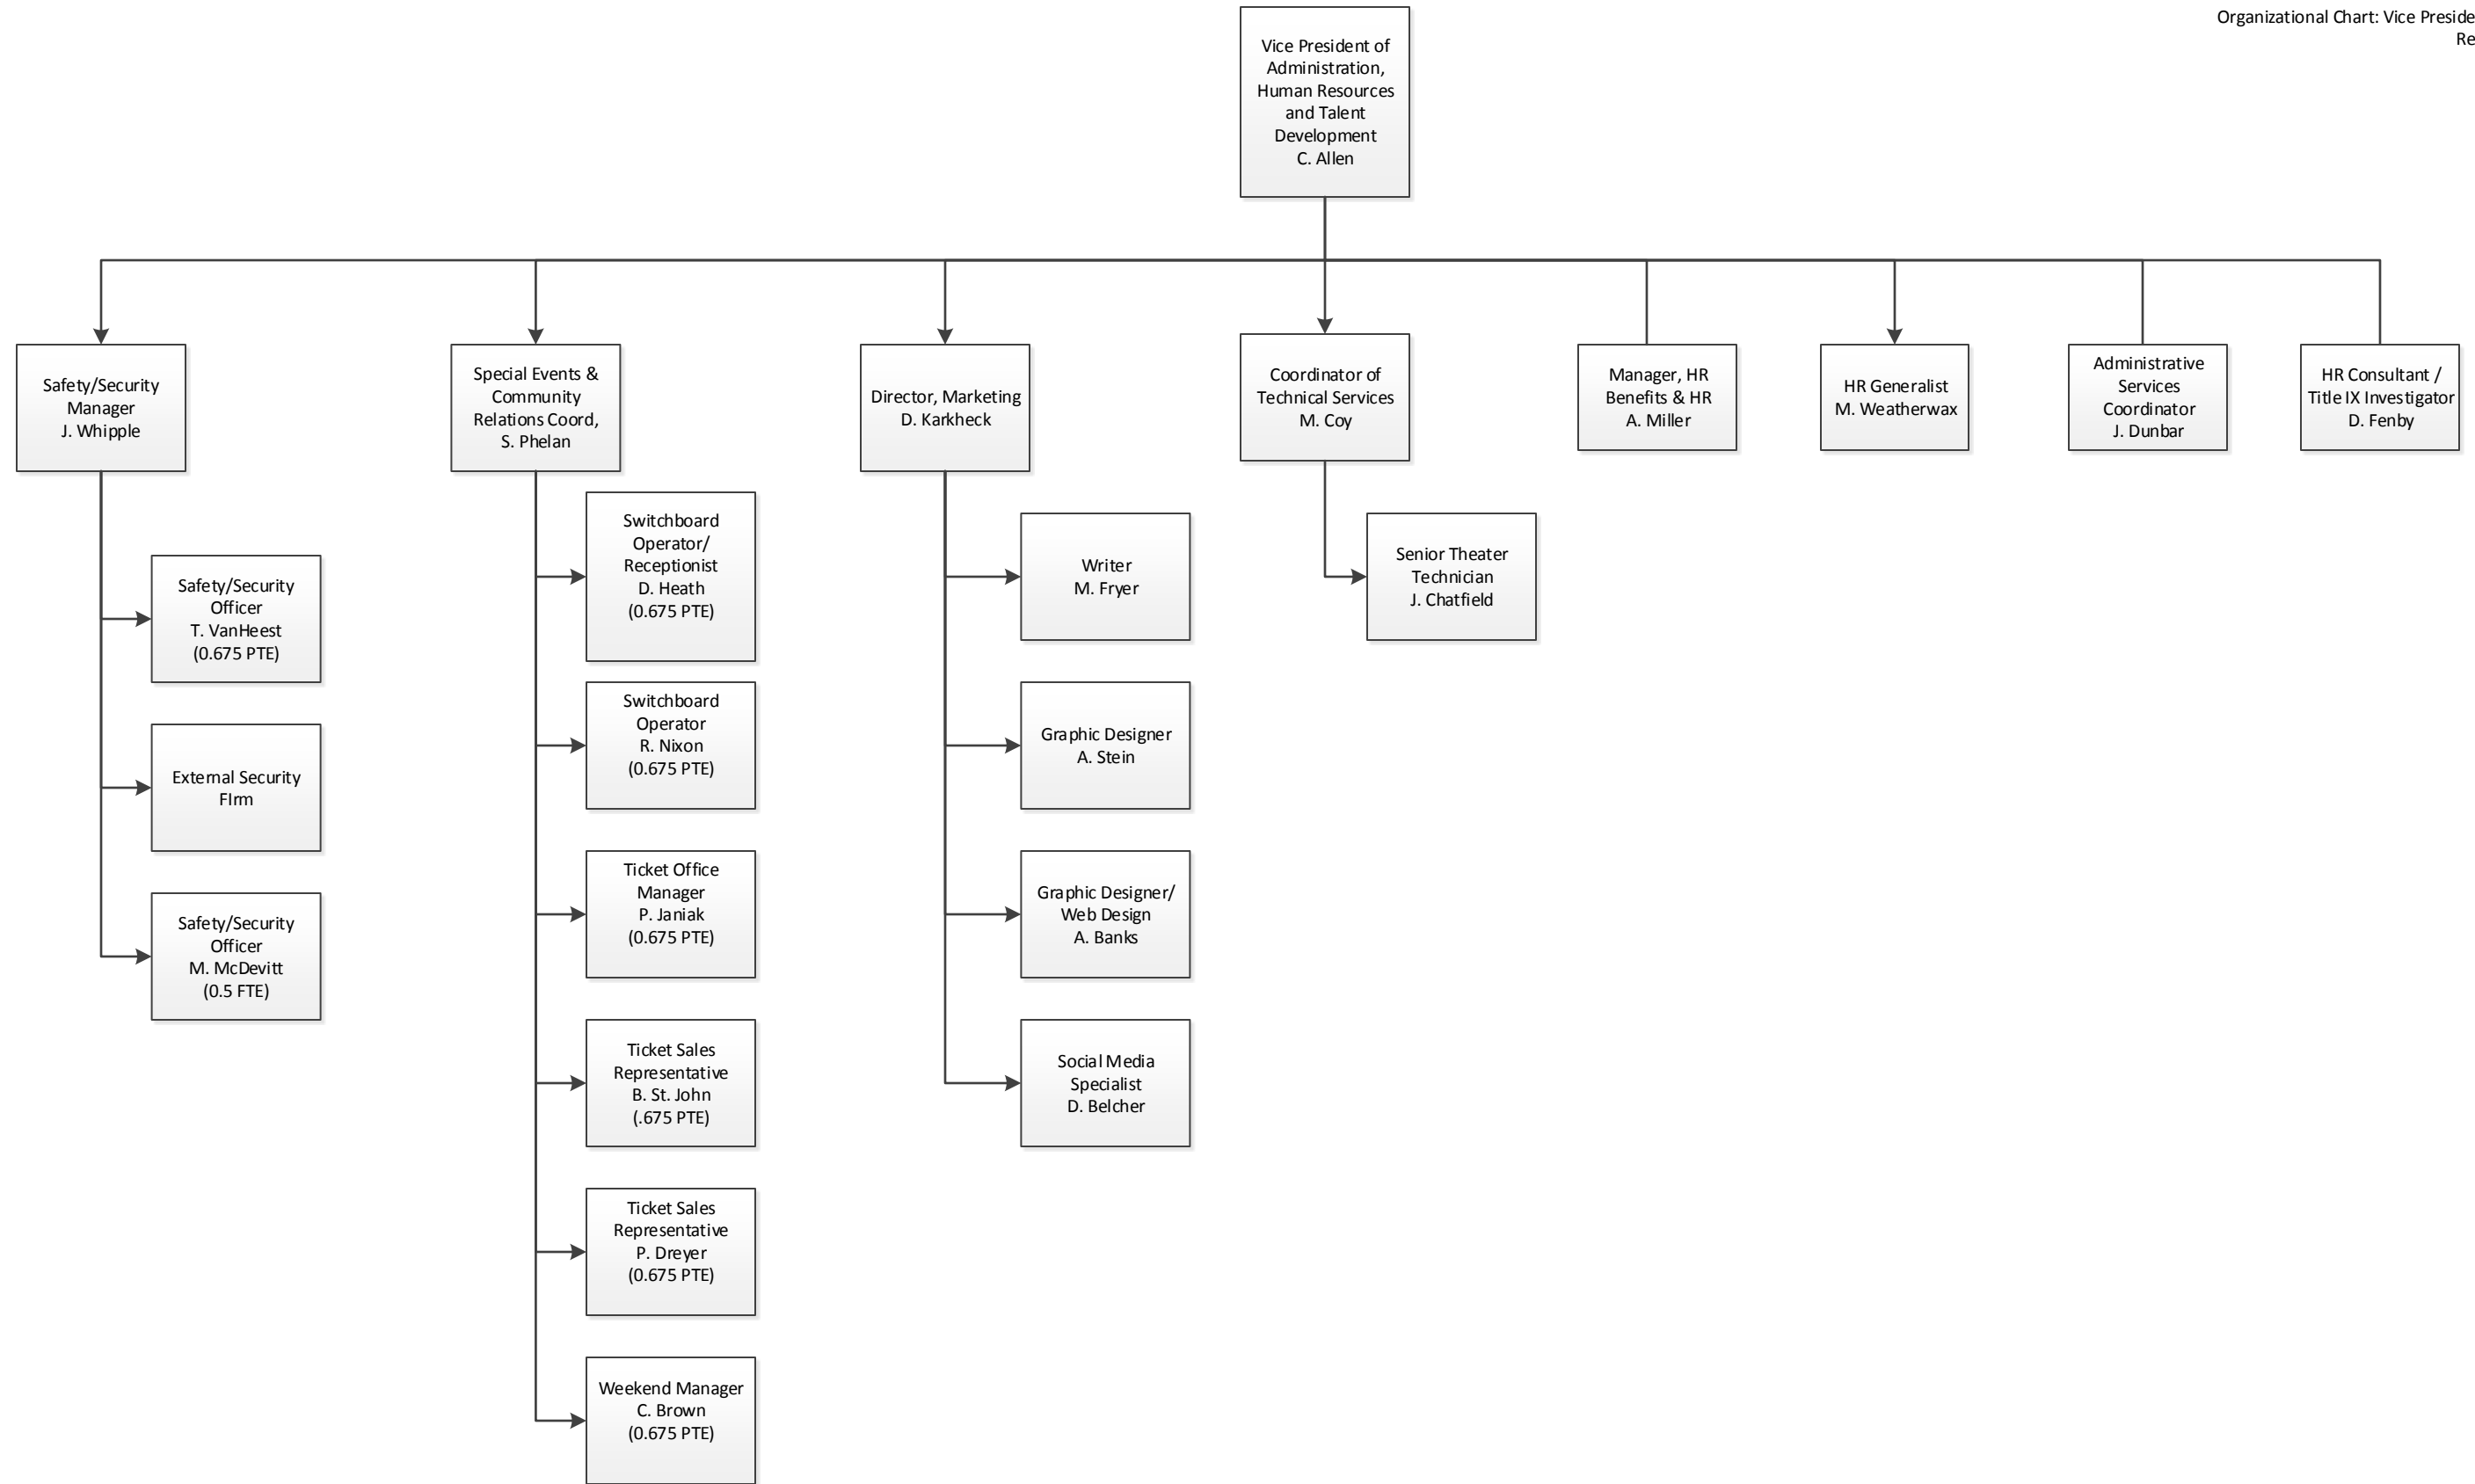 Organizational Chart: Vice Preside
Re
Vice President of
Administration,
Human Resources
and Talent
Development
C. Allen
Safety/Security
Manager
J. Whipple
Special Events &
Community
Relations Coord,
S. Phelan
Director, Marketing
D. Karkheck
Coordinator of
Technical Services
M. Coy
Manager, HR
Benefits & HR
A. Miller
HR Generalist
M. Weatherwax
Administrative
Services
Coordinator
J. Dunbar
HR Consultant /
Title IX Investigator
D. Fenby
Safety/Security
Officer
T. VanHeest
(0.675 PTE)
External Security
FIrm
Safety/Security
Officer
M. McDevitt
(0.5 FTE)
Switchboard
Operator/
Receptionist
D. Heath
(0.675 PTE)
Switchboard
Operator
R. Nixon
(0.675 PTE)
Ticket Office
Manager
P. Janiak
(0.675 PTE)
Ticket Sales
Representative
B. St. John
(.675 PTE)
Ticket Sales
Representative
P. Dreyer
(0.675 PTE)
Weekend Manager
C. Brown
(0.675 PTE)
Writer
M. Fryer
Graphic Designer
A. Stein
Graphic Designer/
Web Design
A. Banks
Social Media
Specialist
D. Belcher
Senior Theater
Technician
J. Chatfield